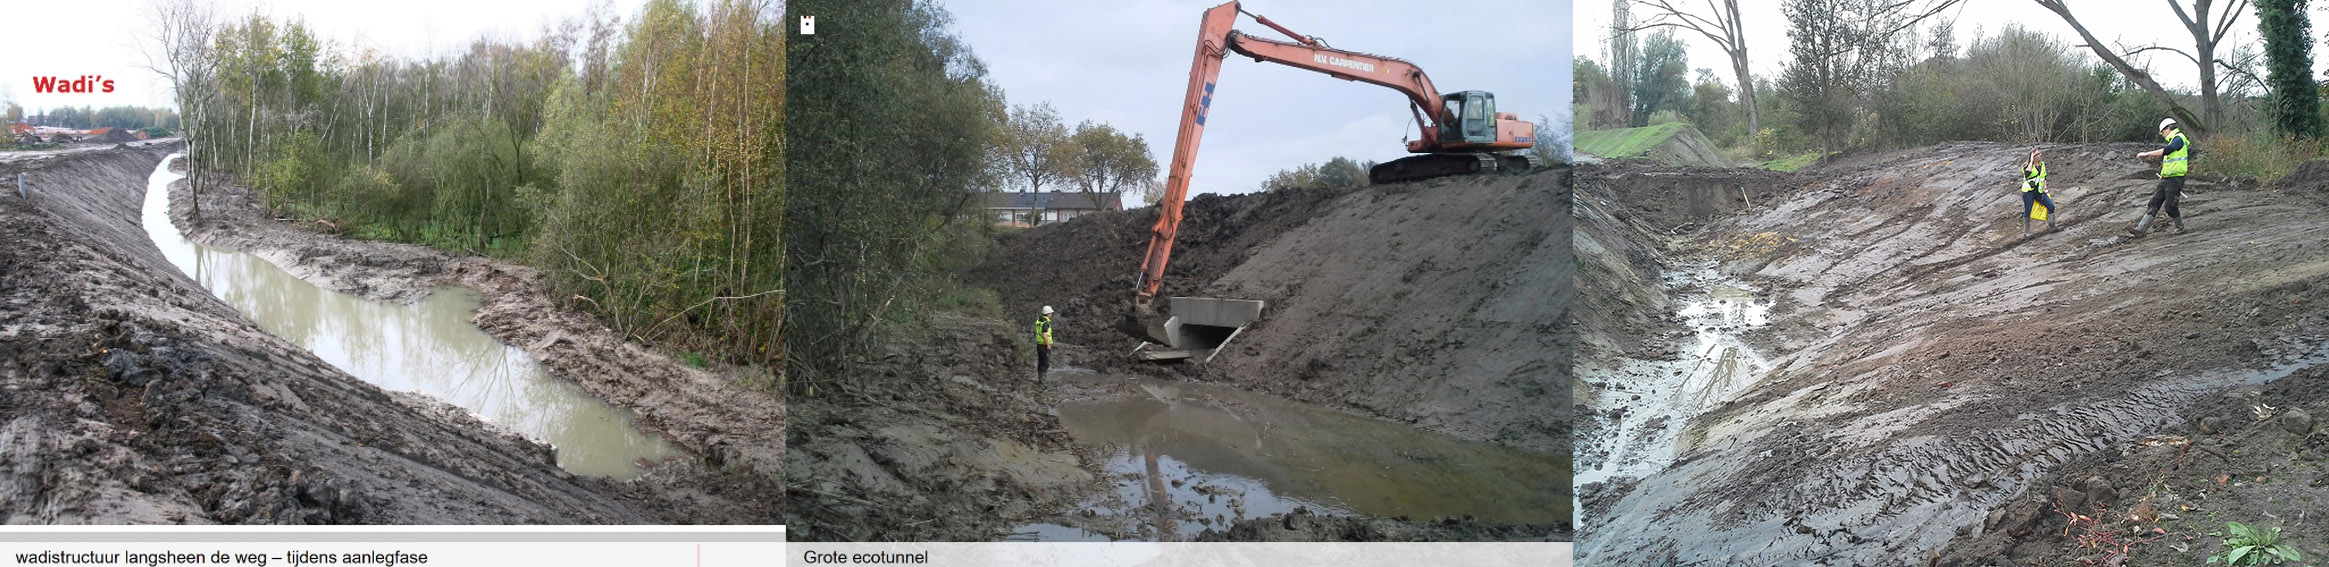 Wadi's
wadistructuur langsheen de weg – tijdens aanlegfase
N.V. CARPENTIER
Grote ecotunnel